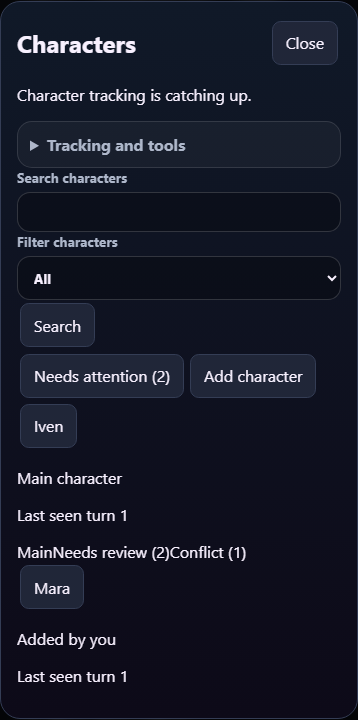 Characters
Close
Character tracking is catching up.
Tracking and tools
Search characters
Filter characters
All
Search
Needs attention (2)
Add character
Iven
Main character
Last seen turn 1
MainNeeds review (2)Conflict (1)
Mara
Added by you
Last seen turn 1